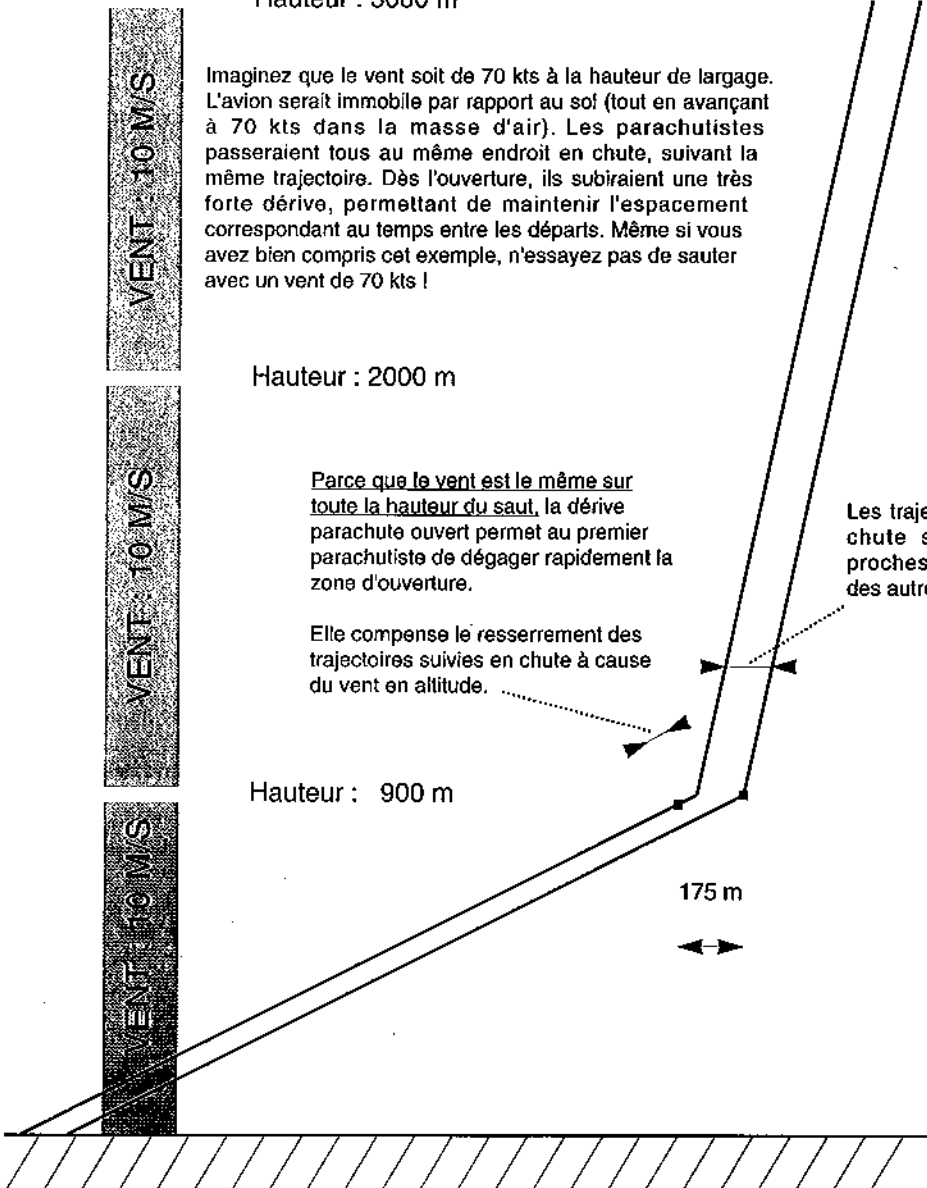 Hauteur : 3000 m
VENT : 10 M/S
Imaginez que le vent soit de 70 kts à la hauteur de largage.
L'avion serait immobile par rapport au sol (tout en avançant
à 70 kts dans la masse d'air). Les parachutistes
passeraient tous au même endroit en chute, suivant la
même trajectoire. Dès l'ouverture, ils subiraient une très
forte dérive, permettant de maintenir l'espacement
correspondant au temps entre les départs. Même si vous
avez bien compris cet exemple, n'essayez pas de sauter
avec un vent de 70 kts !
Hauteur : 2000 m
VENT : 10 M/S
Parce que le vent est le même sur
toute la hauteur du saut, la dérive
parachute ouvert permet au premier
parachutiste de dégager rapidement la
zone d'ouverture.
Les traje
chute s
proches
des autre
Elle compense le resserrement des
trajectoires suivies en chute à cause
du vent en altitude.
Hauteur : 900 m
VENT : 10 M/S
175 m